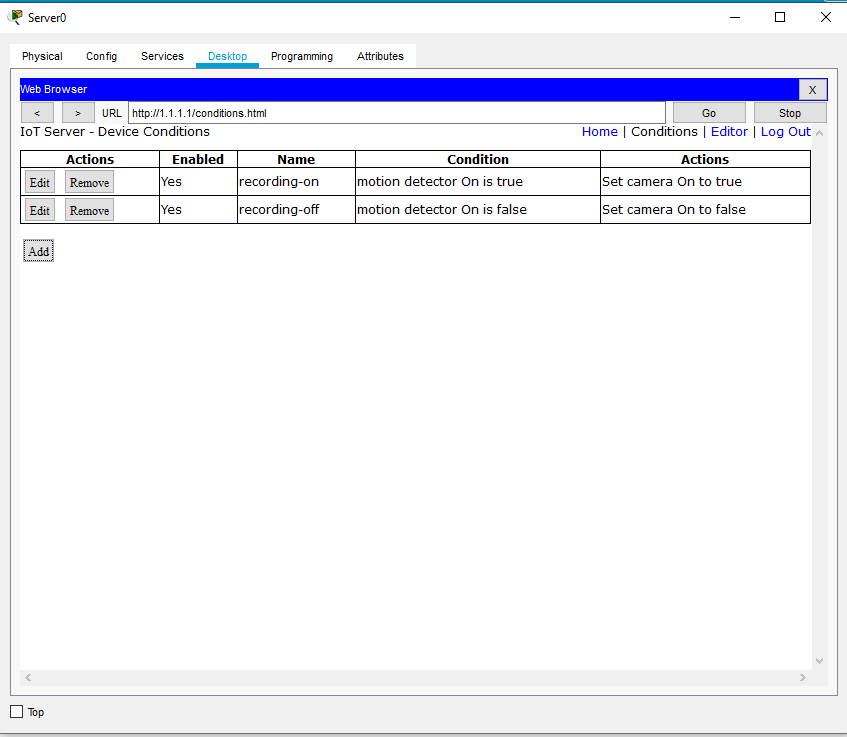 Server0
Physical Config Services Desktop Programming Attributes
Web Browser X
< > URL http://1.1.1.1/conditions.html Go Stop
IoT Server - Device Conditions Home | Conditions | Editor | Log Out
Actions Enabled Name Condition Actions
Edit Remove Yes recording-on motion detector On is true Set camera On to true
Edit Remove Yes recording-off motion detector On is false Set camera On to false
Add
Top